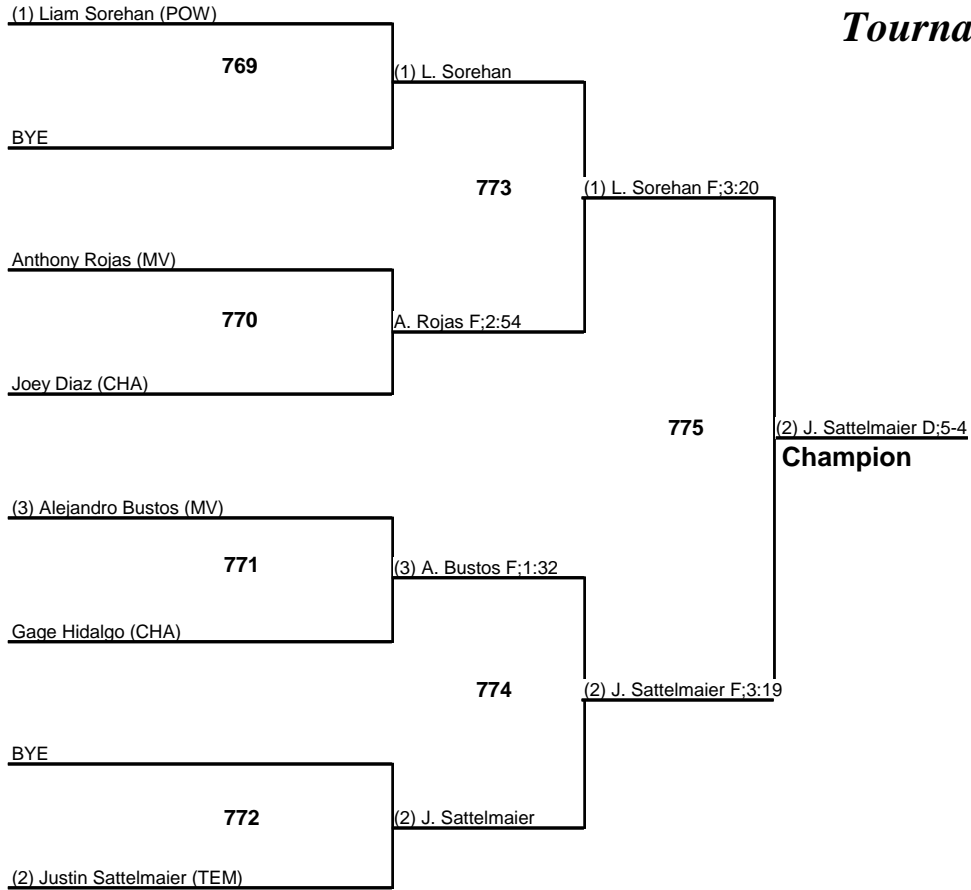 (1) Liam Sorehan (POW)
Tourna
769
(1) L. Sorehan
BYE
773
(1) L. Sorehan F;3:20
Anthony Rojas (MV)
770
A. Rojas F;2:54
Joey Diaz (CHA)
775
(2) J. Sattelmaier D;5-4
Champion
(3) Alejandro Bustos (MV)
771
(3) A. Bustos F;1:32
Gage Hidalgo (CHA)
774
(2) J. Sattelmaier F;3:19
BYE
772
(2) J. Sattelmaier
(2) Justin Sattelmaier (TEM)